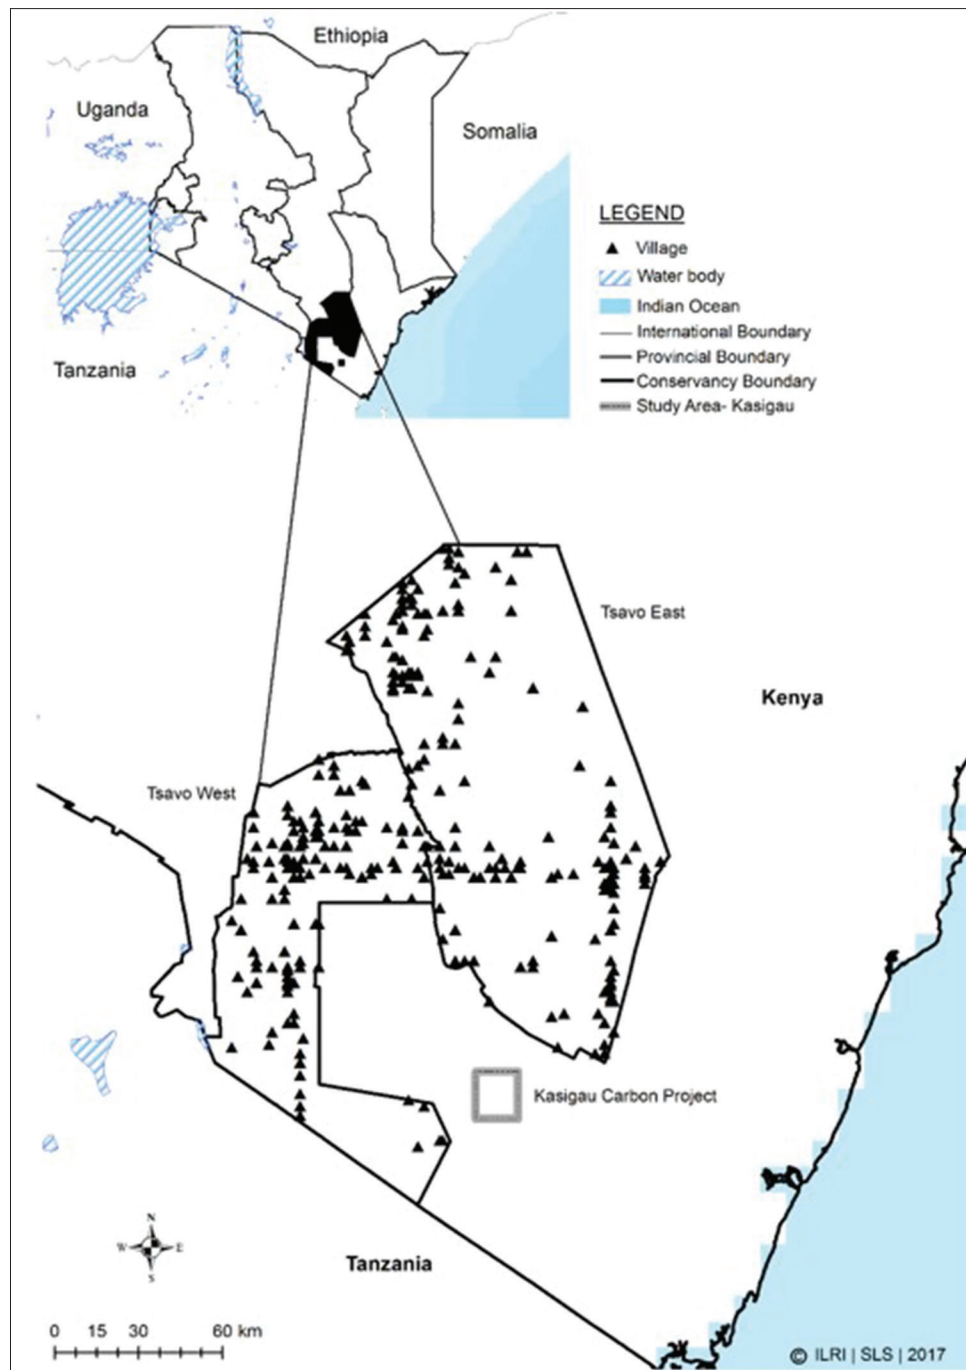 Ethiopia
Uganda
Somalia
Tanzania
LEGEND
Village
Water body
Indian Ocean
International Boundary
Provincial Boundary
Conservancy Boundary
Study Area- Kasigau
Tsavo East
Kenya
Tsavo West
Kasigau Carbon Project
N
W E
S
Tanzania
0 15 30 60 km
© ILRI | SLS | 2017